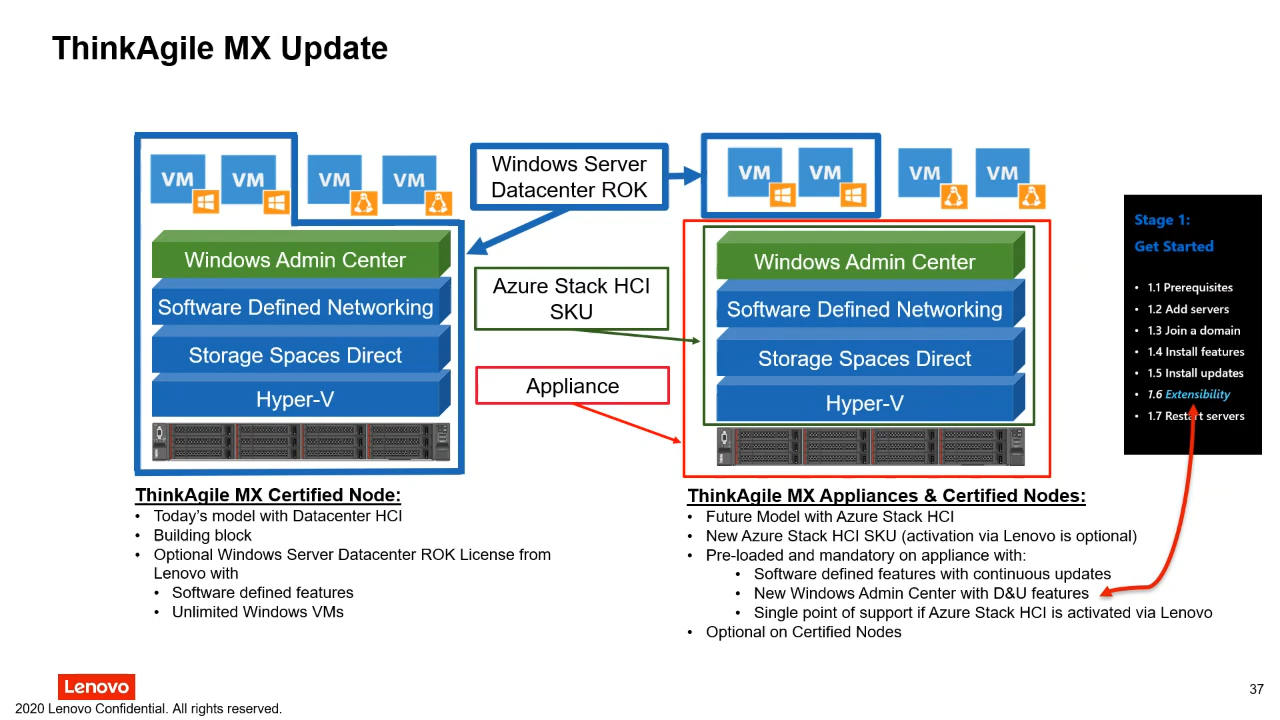 ThinkAgile MX Update
VM
VM
VM
VM
Windows Server
Datacenter ROK
VM
VM
VM
VM
Windows Admin Center
Software Defined Networking
Storage Spaces Direct
Hyper-V
Azure Stack HCI
SKU
Appliance
Windows Admin Center
Software Defined Networking
Storage Spaces Direct
Hyper-V
Stage 1:
Get Started
• 1.1 Prerequisites
• 1.2 Add servers
• 1.3 Join a domain
• 1.4 Install features
• 1.5 Install updates
• 1.6 Extensibility
• 1.7 Restart servers
ThinkAgile MX Certified Node:
• Today's model with Datacenter HCI
• Building block
• Optional Windows Server Datacenter ROK License from
Lenovo with
• Software defined features
• Unlimited Windows VMs
ThinkAgile MX Appliances & Certified Nodes:
• Future Model with Azure Stack HCI
• New Azure Stack HCI SKU (activation via Lenovo is optional)
• Pre-loaded and mandatory on appliance with:
• Software defined features with continuous updates
• New Windows Admin Center with D&U features
• Single point of support if Azure Stack HCI is activated via Lenovo
• Optional on Certified Nodes
Lenovo
2020 Lenovo Confidential. All rights reserved.
37